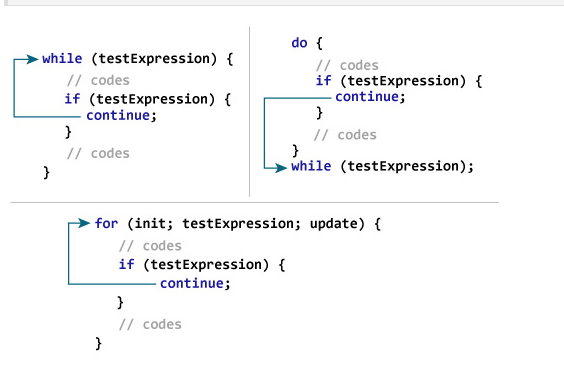 while (testExpression) {
// codes
if (testExpression) {
continue;
}
// codes
}
do {
// codes
if (testExpression) {
continue;
}
// codes
}
while (testExpression);
for (init; testExpression; update) {
// codes
if (testExpression) {
continue;
}
// codes
}